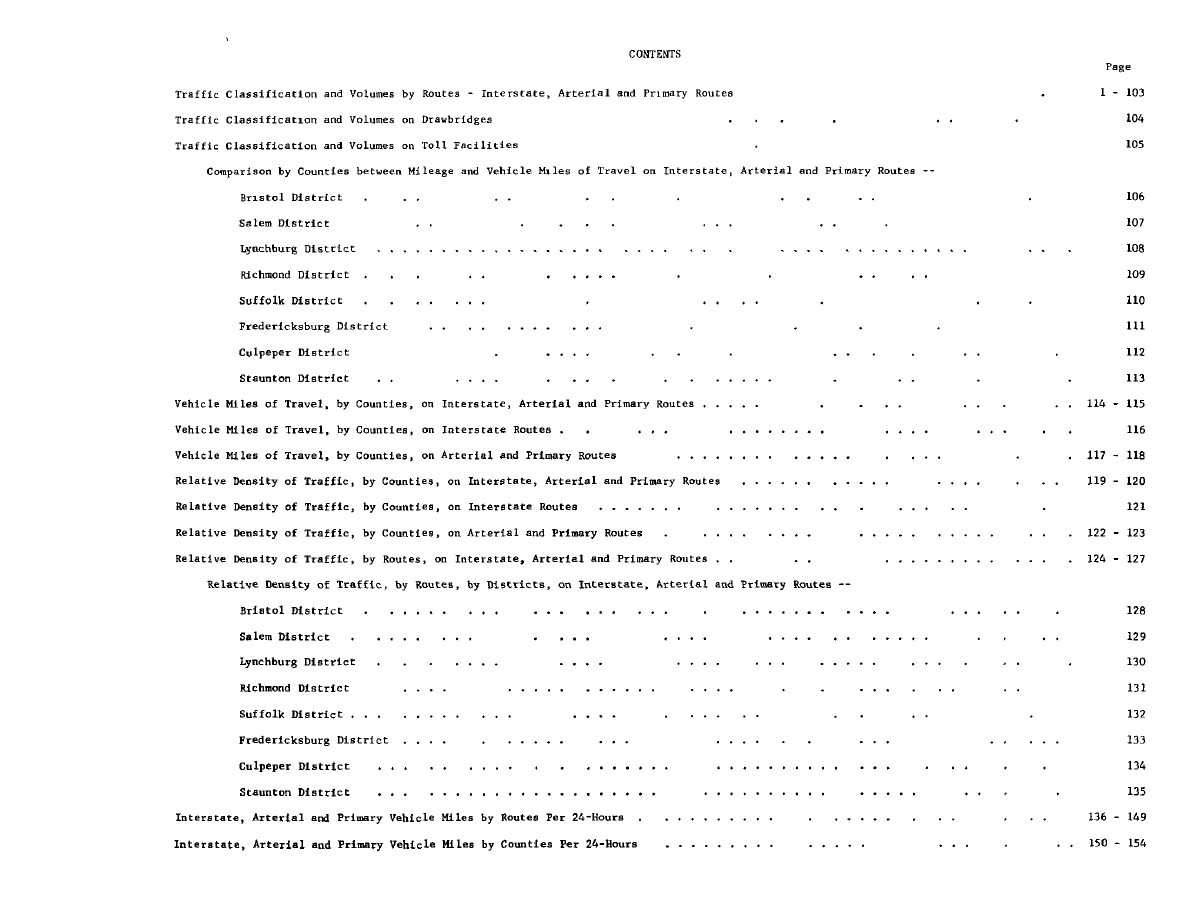 CONTENTS
Page
Traffic Classification and Volumes by Routes - Interstate, Arterial and Primary Routes 1 - 103
Traffic Classification and Volumes on Drawbridges 104
Traffic Classification and Volumes on Toll Facilities 105
Comparison by Counties between Mileage and Vehicle Miles of Travel on Interstate, Arterial and Primary Routes --
Bristol District 106
Salem District 107
Lynchburg District 108
Richmond District 109
Suffolk District 110
Fredericksburg District 111
Culpeper District 112
Staunton District 113
Vehicle Miles of Travel, by Counties, on Interstate, Arterial and Primary Routes 114 - 115
Vehicle Miles of Travel, by Counties, on Interstate Routes 116
Vehicle Miles of Travel, by Counties, on Arterial and Primary Routes 117 - 118
Relative Density of Traffic, by Counties, on Interstate, Arterial and Primary Routes 119 - 120
Relative Density of Traffic, by Counties, on Interstate Routes 121
Relative Density of Traffic, by Counties, on Arterial and Primary Routes 122 - 123
Relative Density of Traffic, by Routes, on Interstate, Arterial and Primary Routes 124 - 127
Relative Density of Traffic, by Routes, by Districts, on Interstate, Arterial and Primary Routes --
Bristol District 128
Salem District 129
Lynchburg District 130
Richmond District 131
Suffolk District 132
Fredericksburg District 133
Culpeper District 134
Staunton District 135
Interstate, Arterial and Primary Vehicle Miles by Routes Per 24-Hours 136 - 149
Interstate, Arterial and Primary Vehicle Miles by Counties Per 24-Hours 150 - 154